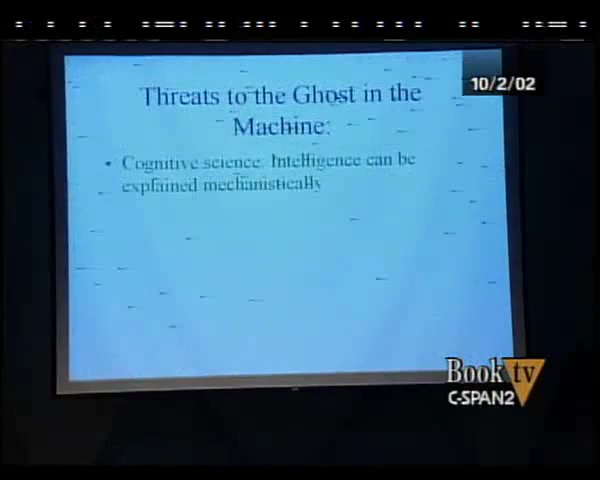 10/2/02
Threats to the Ghost in the
Machine:
• Cognitive science: Intelligence can be
explained mechanistically
Book tv
C-SPAN2